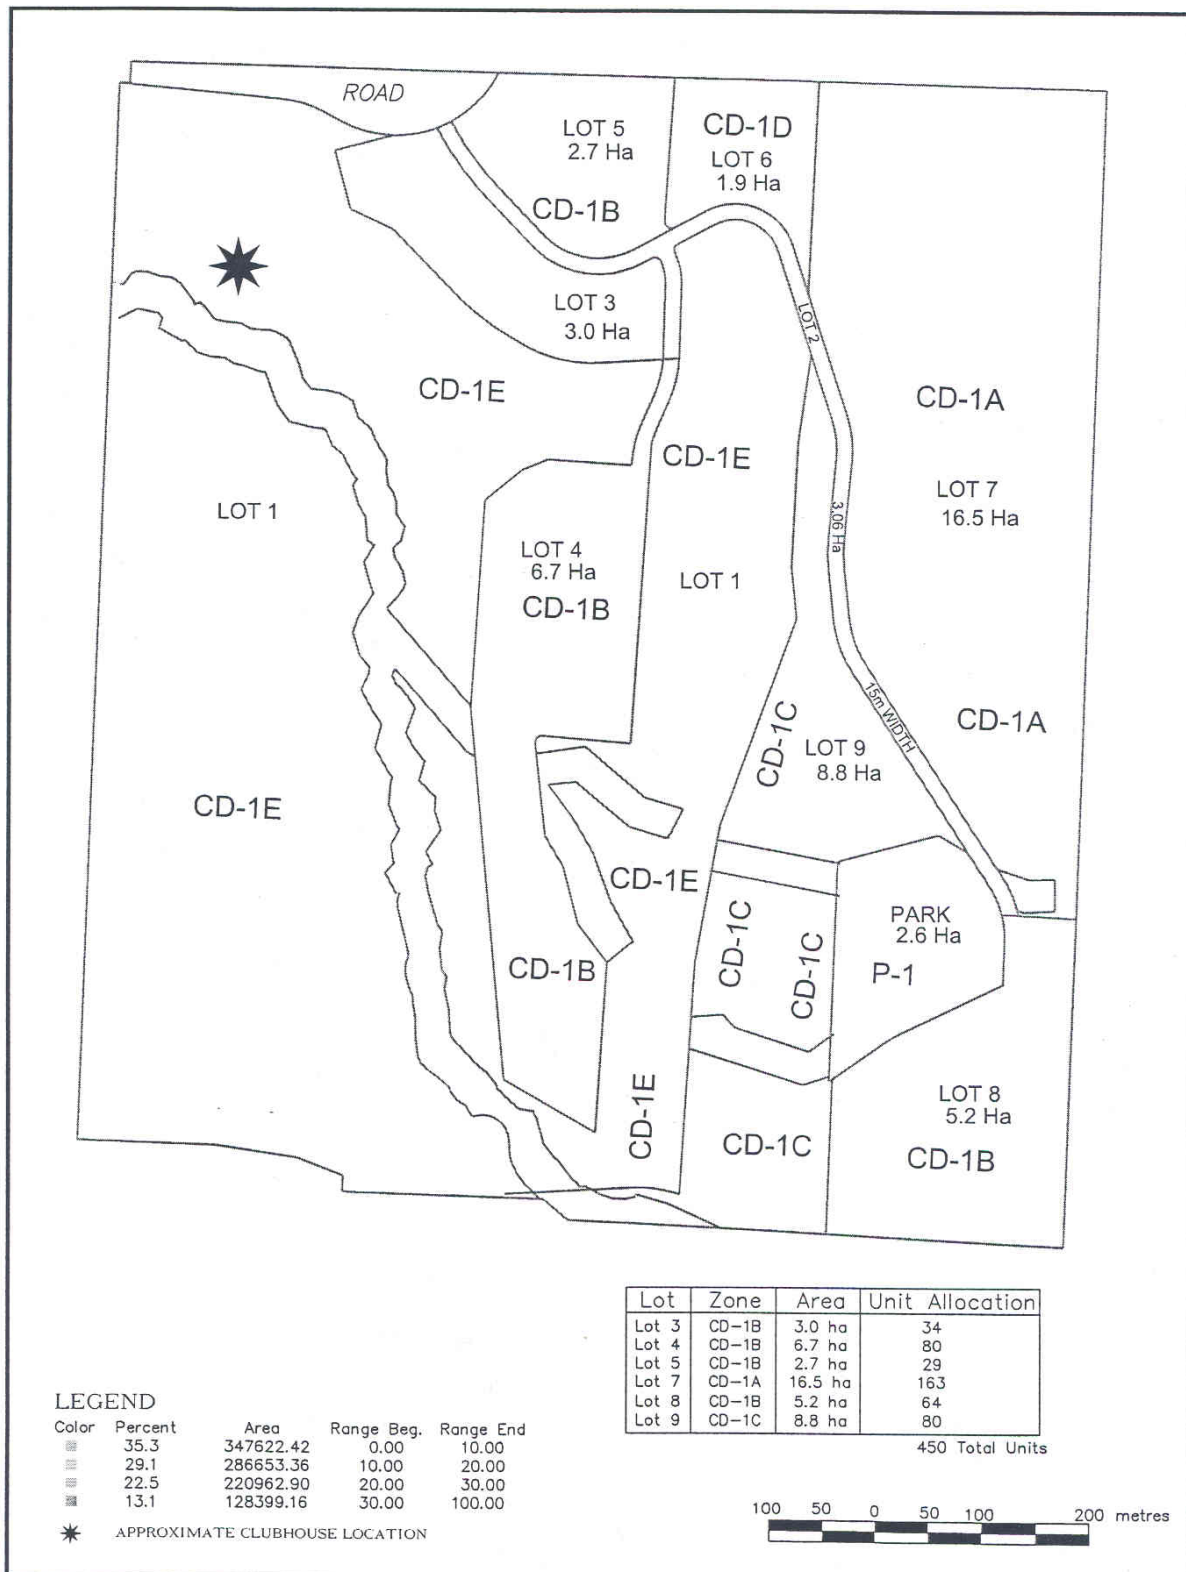 ROAD
LOT 5
2.7 Ha
CD-1B
CD-1D
LOT 6
1.9 Ha
LOT 3
3.0 Ha
LOT 2
CD-1E
CD-1A
CD-1E
LOT 7
16.5 Ha
3.06 Ha
LOT 1
LOT 4
6.7 Ha
CD-1B
LOT 1
15m WIDTH
CD-1A
CD-1C
LOT 9
8.8 Ha
CD-1E
CD-1E
CD-1C
CD-1C
PARK
2.6 Ha
P-1
CD-1B
CD-1E
LOT 8
5.2 Ha
CD-1C
CD-1B
Lot Zone Area Unit Allocation
Lot 3 CD-1B 3.0 ha 34
Lot 4 CD-1B 6.7 ha 80
Lot 5 CD-1B 2.7 ha 29
Lot 7 CD-1A 16.5 ha 163
Lot 8 CD-1B 5.2 ha 64
Lot 9 CD-1C 8.8 ha 80
450 Total Units
LEGEND
Color Percent Area Range Beg. Range End
35.3 347622.42 0.00 10.00
29.1 286653.36 10.00 20.00
22.5 220962.90 20.00 30.00
13.1 128399.16 30.00 100.00
APPROXIMATE CLUBHOUSE LOCATION
100 50 0 50 100 200 metres